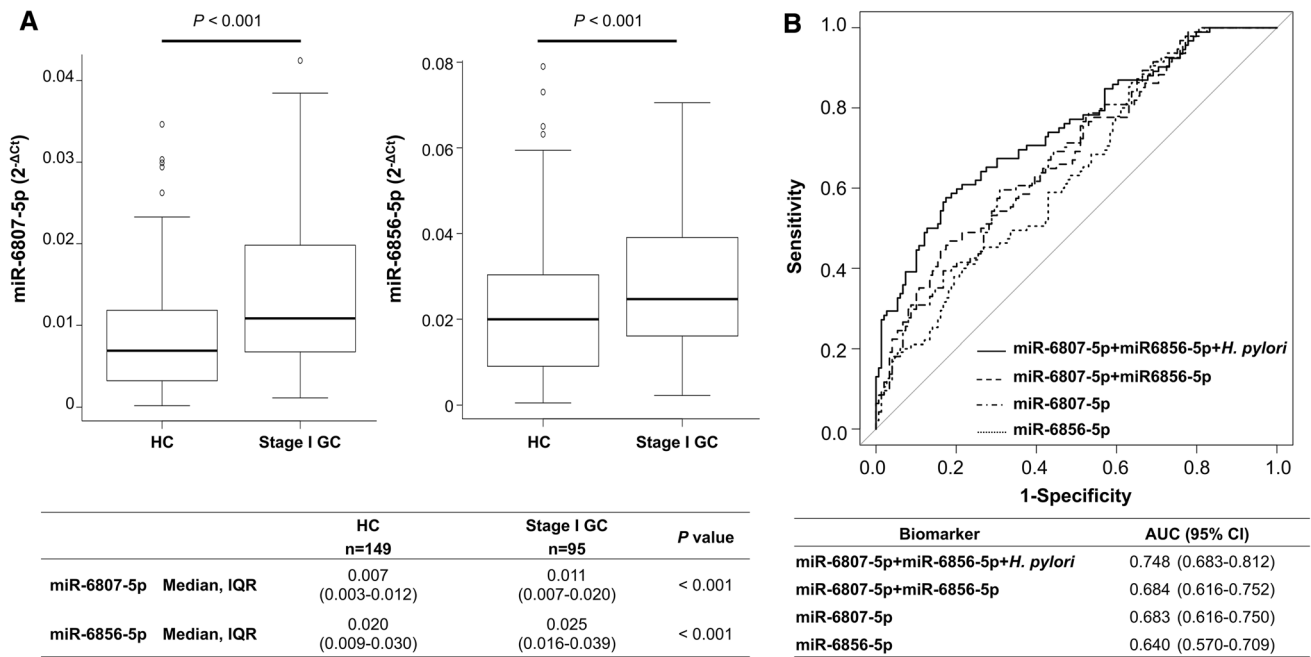 A
P < 0.001
miR-6807-5p (2-ΔCt)
0.04
0.03
0.02
0.01
0
HC
Stage I GC
P < 0.001
miR-6856-5p (2-ΔCt)
0.08
0.06
0.04
0.02
0
HC
Stage I GC
HC
n=149
Stage I GC
n=95
P value
miR-6807-5p Median, IQR 0.007 (0.003-0.012) 0.011 (0.007-0.020) < 0.001
miR-6856-5p Median, IQR 0.020 (0.009-0.030) 0.025 (0.016-0.039) < 0.001
B
Sensitivity
1.0
0.8
0.6
0.4
0.2
0.0
miR-6807-5p+miR6856-5p+H. pylori
miR-6807-5p+miR6856-5p
miR-6807-5p
miR-6856-5p
0.0 0.2 0.4 0.6 0.8 1.0
1-Specificity
Biomarker AUC (95% CI)
miR-6807-5p+miR-6856-5p+H. pylori 0.748 (0.683-0.812)
miR-6807-5p+miR-6856-5p 0.684 (0.616-0.752)
miR-6807-5p 0.683 (0.616-0.750)
miR-6856-5p 0.640 (0.570-0.709)